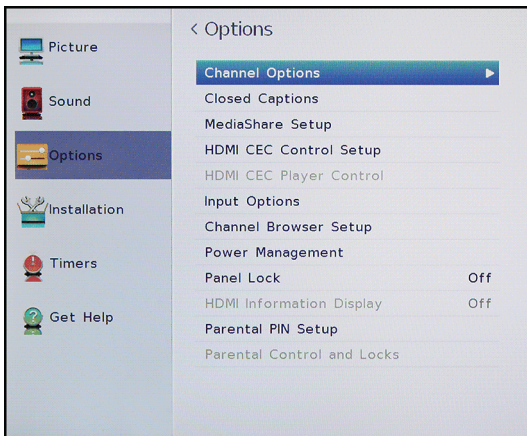 Picture
Sound
Options
Installation
Timers
Get Help
< Options
Channel Options
Closed Captions
MediaShare Setup
HDMI CEC Control Setup
HDMI CEC Player Control
Input Options
Channel Browser Setup
Power Management
Panel Lock Off
HDMI Information Display Off
Parental PIN Setup
Parental Control and Locks